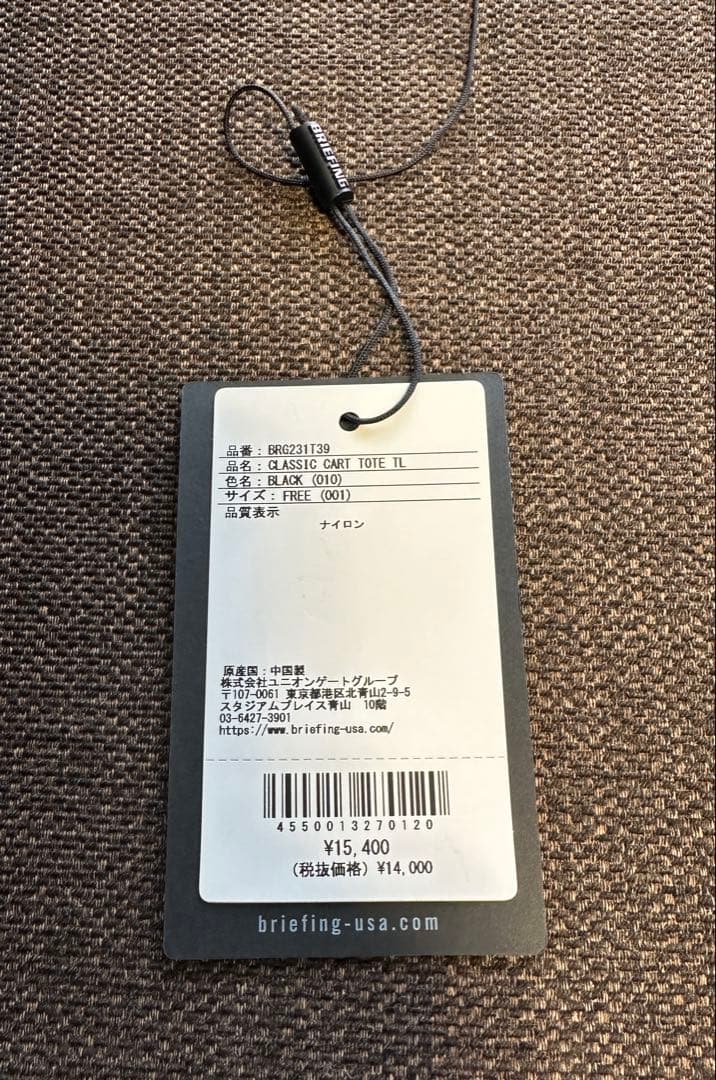 BRIEFING
品番：BRG231T39
品名：CLASSIC CART TOTE TL
色名：BLACK (010)
サイズ：FREE (001)
品質表示
ナイロン
原産国：中国製
株式会社ユニオンゲートグループ
〒107-0061 東京都港区北青山2-9-5
スタジアムプレイス青山 10階
03-6427-3901
https://www.briefing-usa.com/
4550013270120
¥15,400
(税抜価格) ¥14,000
briefing-usa.com